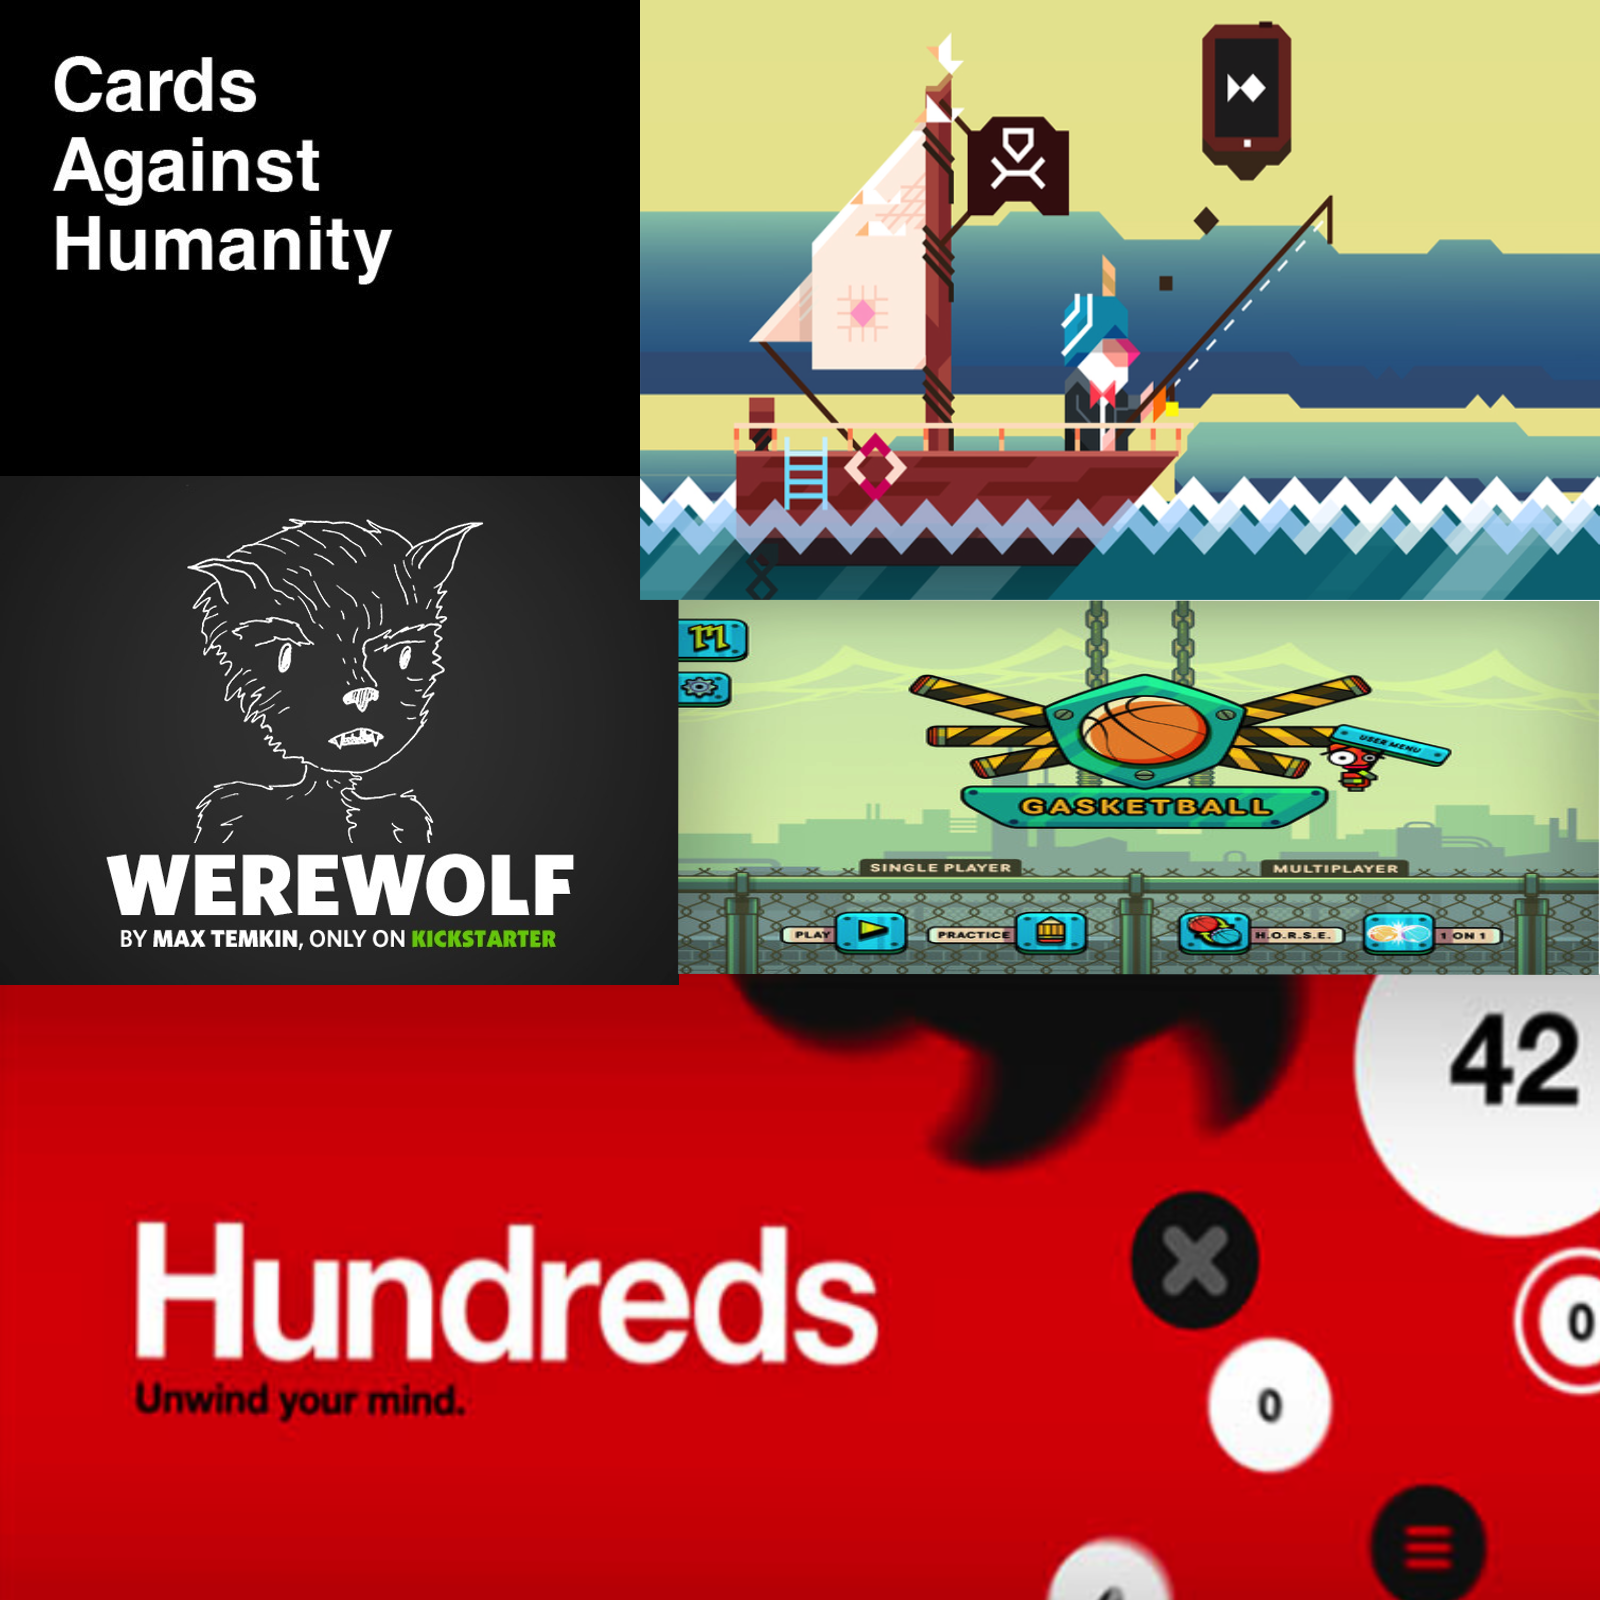 Cards
Against
Humanity
WEREWOLF
BY MAX TEMKIN, ONLY ON KICKSTARTER
USER MENU
GASKETBALL
SINGLE PLAYER
MULTIPLAYER
PLAY
PRACTICE
H.O.R.S.E.
1 ON 1
42
Hundreds
Unwind your mind.
0
0